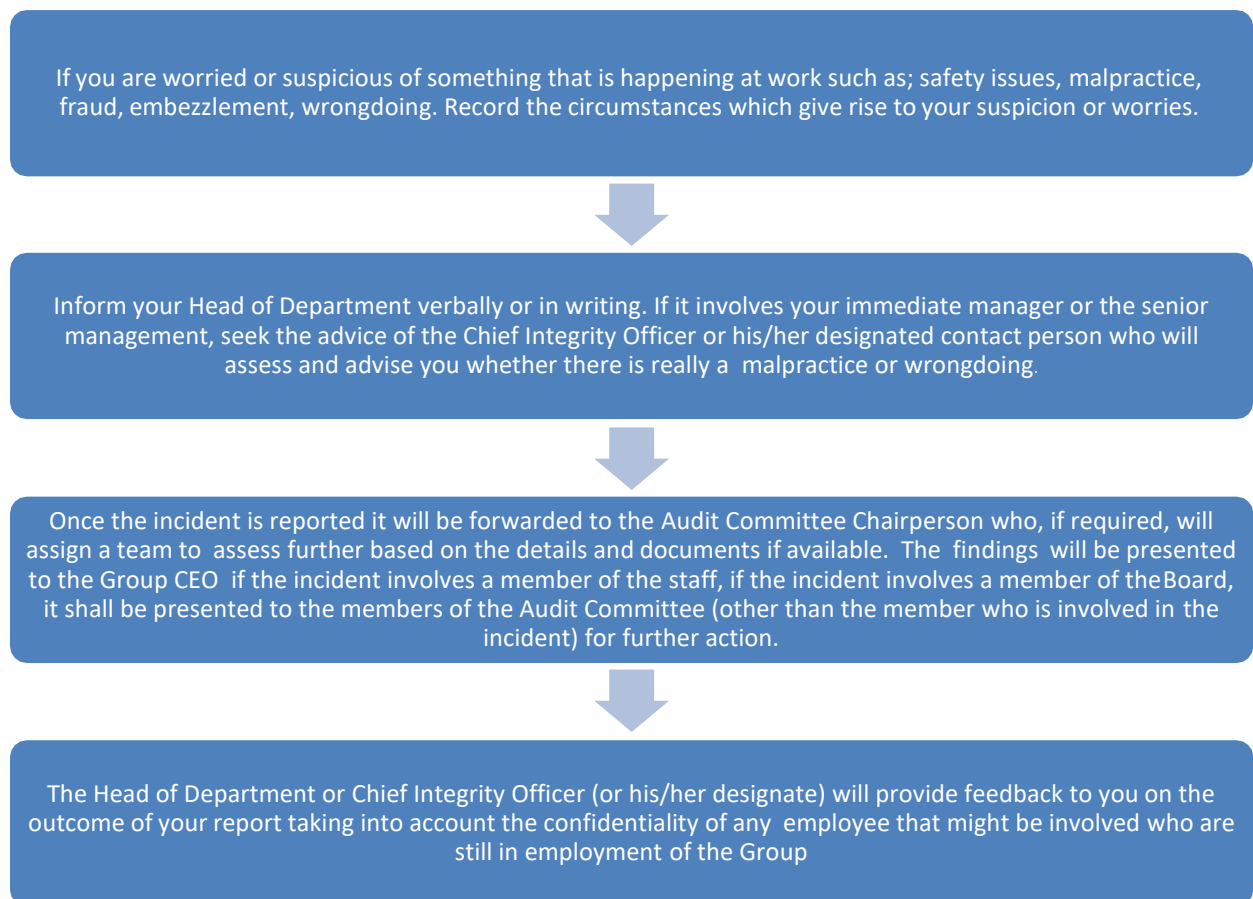 If you are worried or suspicious of something that is happening at work such as; safety issues, malpractice,
fraud, embezzlement, wrongdoing. Record the circumstances which give rise to your suspicion or worries.
Inform your Head of Department verbally or in writing. If it involves your immediate manager or the senior
management, seek the advice of the Chief Integrity Officer or his/her designated contact person who will
assess and advise you whether there is really a malpractice or wrongdoing.
Once the incident is reported it will be forwarded to the Audit Committee Chairperson who, if required, will
assign a team to assess further based on the details and documents if available. The findings will be presented
to the Group CEO if the incident involves a member of the staff, if the incident involves a member of theBoard,
it shall be presented to the members of the Audit Committee (other than the member who is involved in the
incident) for further action.
The Head of Department or Chief Integrity Officer (or his/her designate) will provide feedback to you on the
outcome of your report taking into account the confidentiality of any employee that might be involved who are
still in employment of the Group